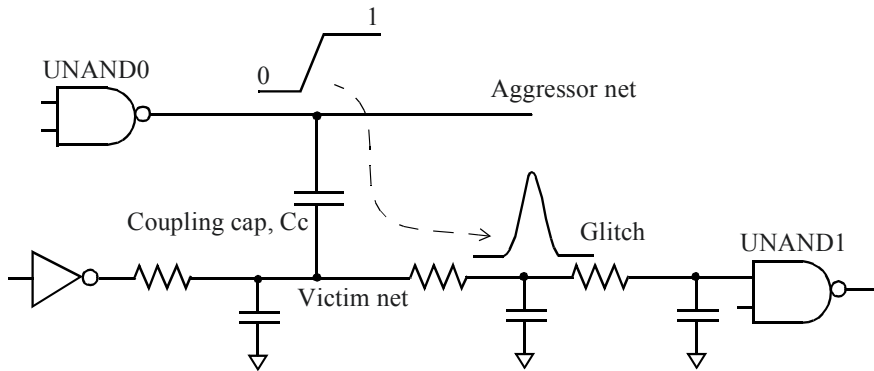 1
UNAND0
0
Aggressor net
Coupling cap, Cc
Glitch
UNAND1
Victim net